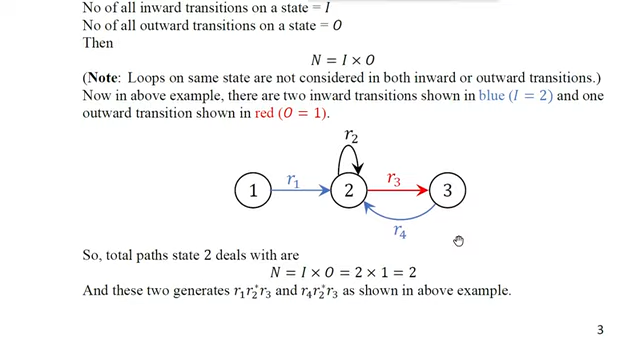 No of all inward transitions on a state = I
No of all outward transitions on a state = O
Then
N = I × O
(Note: Loops on same state are not considered in both inward or outward transitions.)
Now in above example, there are two inward transitions shown in blue (I = 2) and one
outward transition shown in red (O = 1).
r₂
1 r₁ 2 r₃ 3
r₄
So, total paths state 2 deals with are
N = I × O = 2 × 1 = 2
And these two generates r₁r₂*r₃ and r₄r₂*r₃ as shown in above example.
3